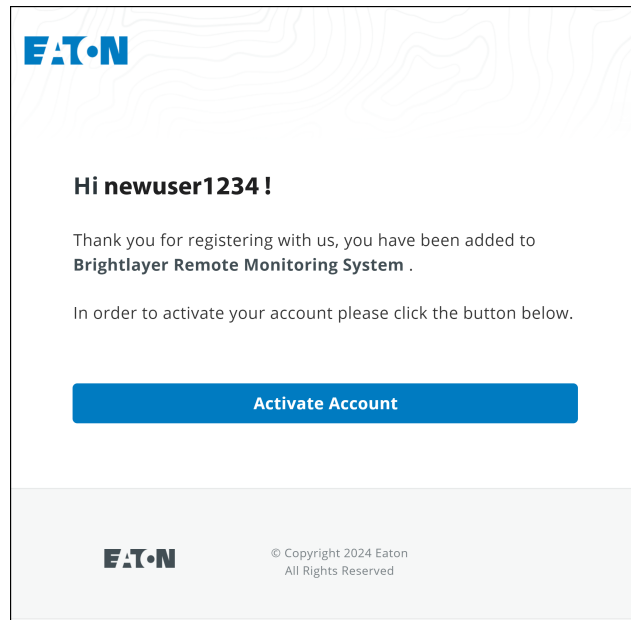 EATON
Hi newuser1234 !
Thank you for registering with us, you have been added to
Brightlayer Remote Monitoring System .
In order to activate your account please click the button below.
Activate Account
EATON
© Copyright 2024 Eaton
All Rights Reserved